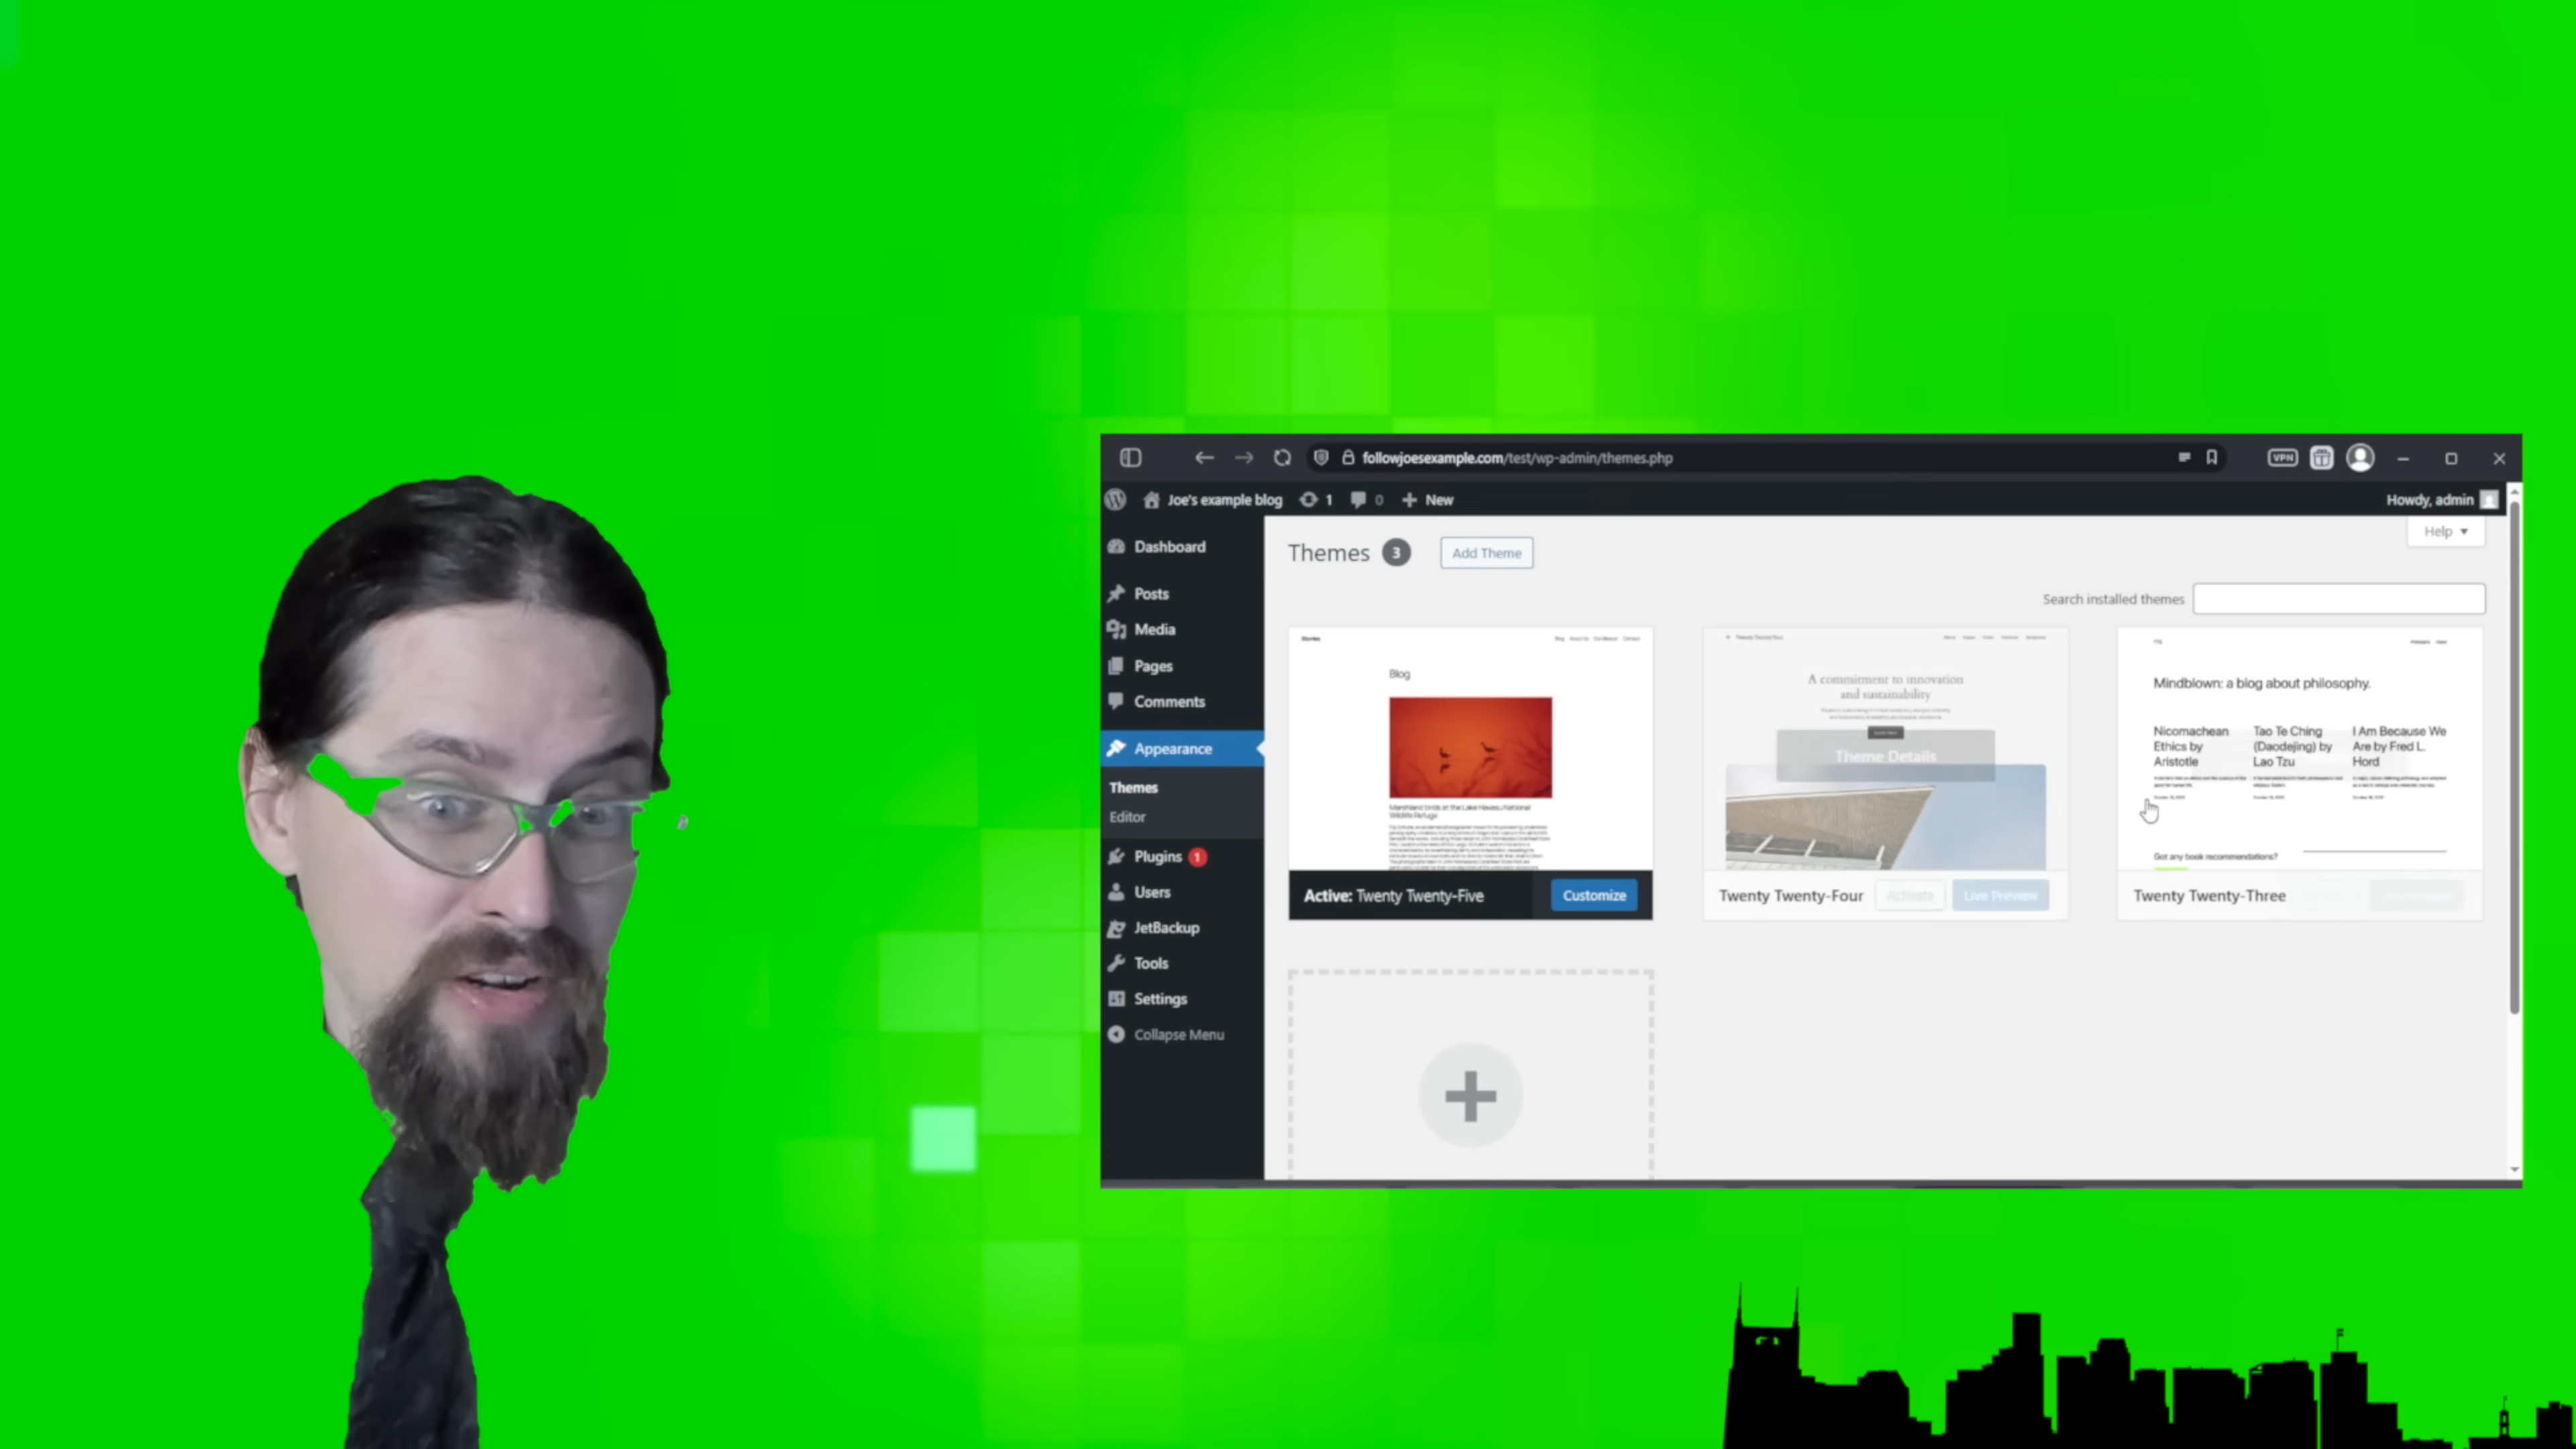 followjoesexample.com/test/wp-admin/themes.php
VPN
Joe's example blog 1 0 New
Howdy, admin
Help
Dashboard
Posts
Media
Pages
Comments
Appearance
Themes
Editor
Plugins 1
Users
JetBackup
Tools
Settings
Collapse Menu
Themes 3
Add Theme
Search installed themes
Stories
Blog
Blog
Active: Twenty Twenty-Five
Customize
A commitment to innovation
and sustainability
Theme Details
Twenty Twenty-Four
Activate
Live Preview
Mindblown: a blog about philosophy.
Nicomachean
Ethics by
Aristotle
Tao Te Ching
(Daodejing) by
Lao Tzu
I Am Because We
Are by Fred L.
Hord
Got any book recommendations?
Twenty Twenty-Three